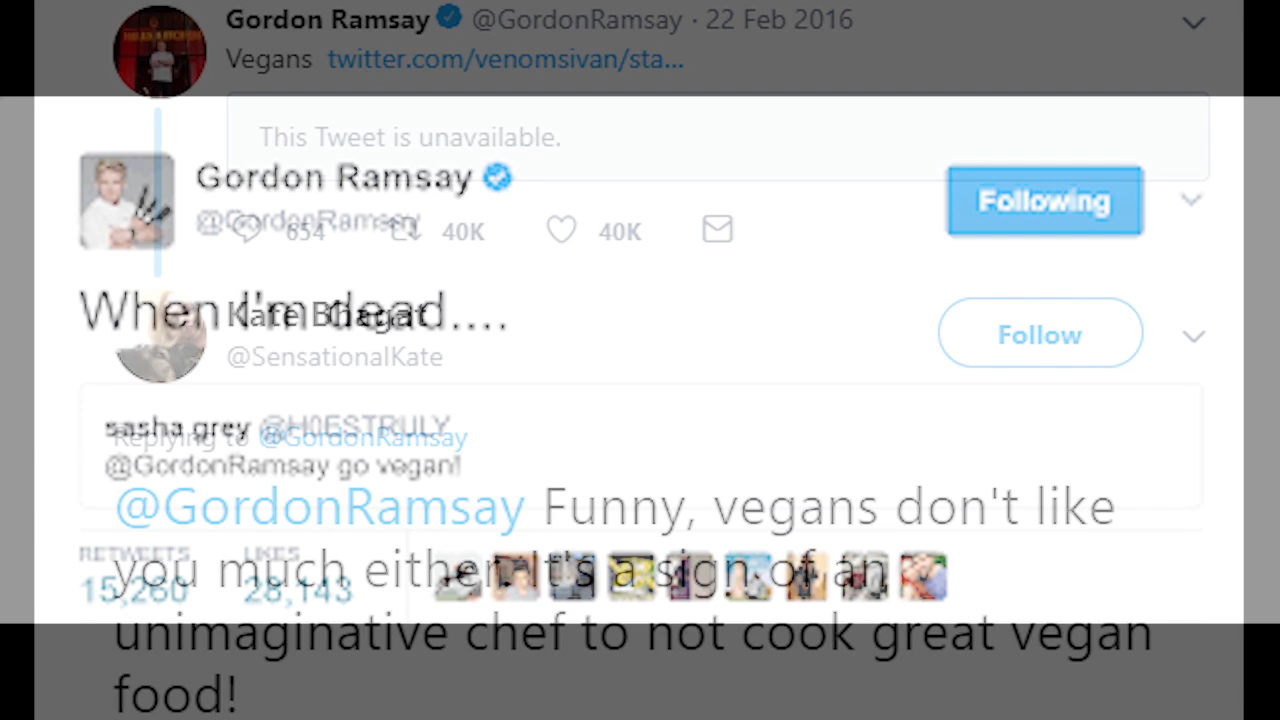 Gordon Ramsay @GordonRamsay · 22 Feb 2016
Vegans twitter.com/venomsivan/sta...
This Tweet is unavailable.
Gordon Ramsay
Following
@GordonRamsay
654 40K 40K
When I'm dead....
Kate Bhagat
@SensationalKate
Follow
sasha grey @H0ESTRULY
Replying to @GordonRamsay
@GordonRamsay go vegan!
@GordonRamsay Funny, vegans don't like
you much either. It's a sign of an
unimaginative chef to not cook great vegan
food!
RETWEETS LIKES
15,260 28,143